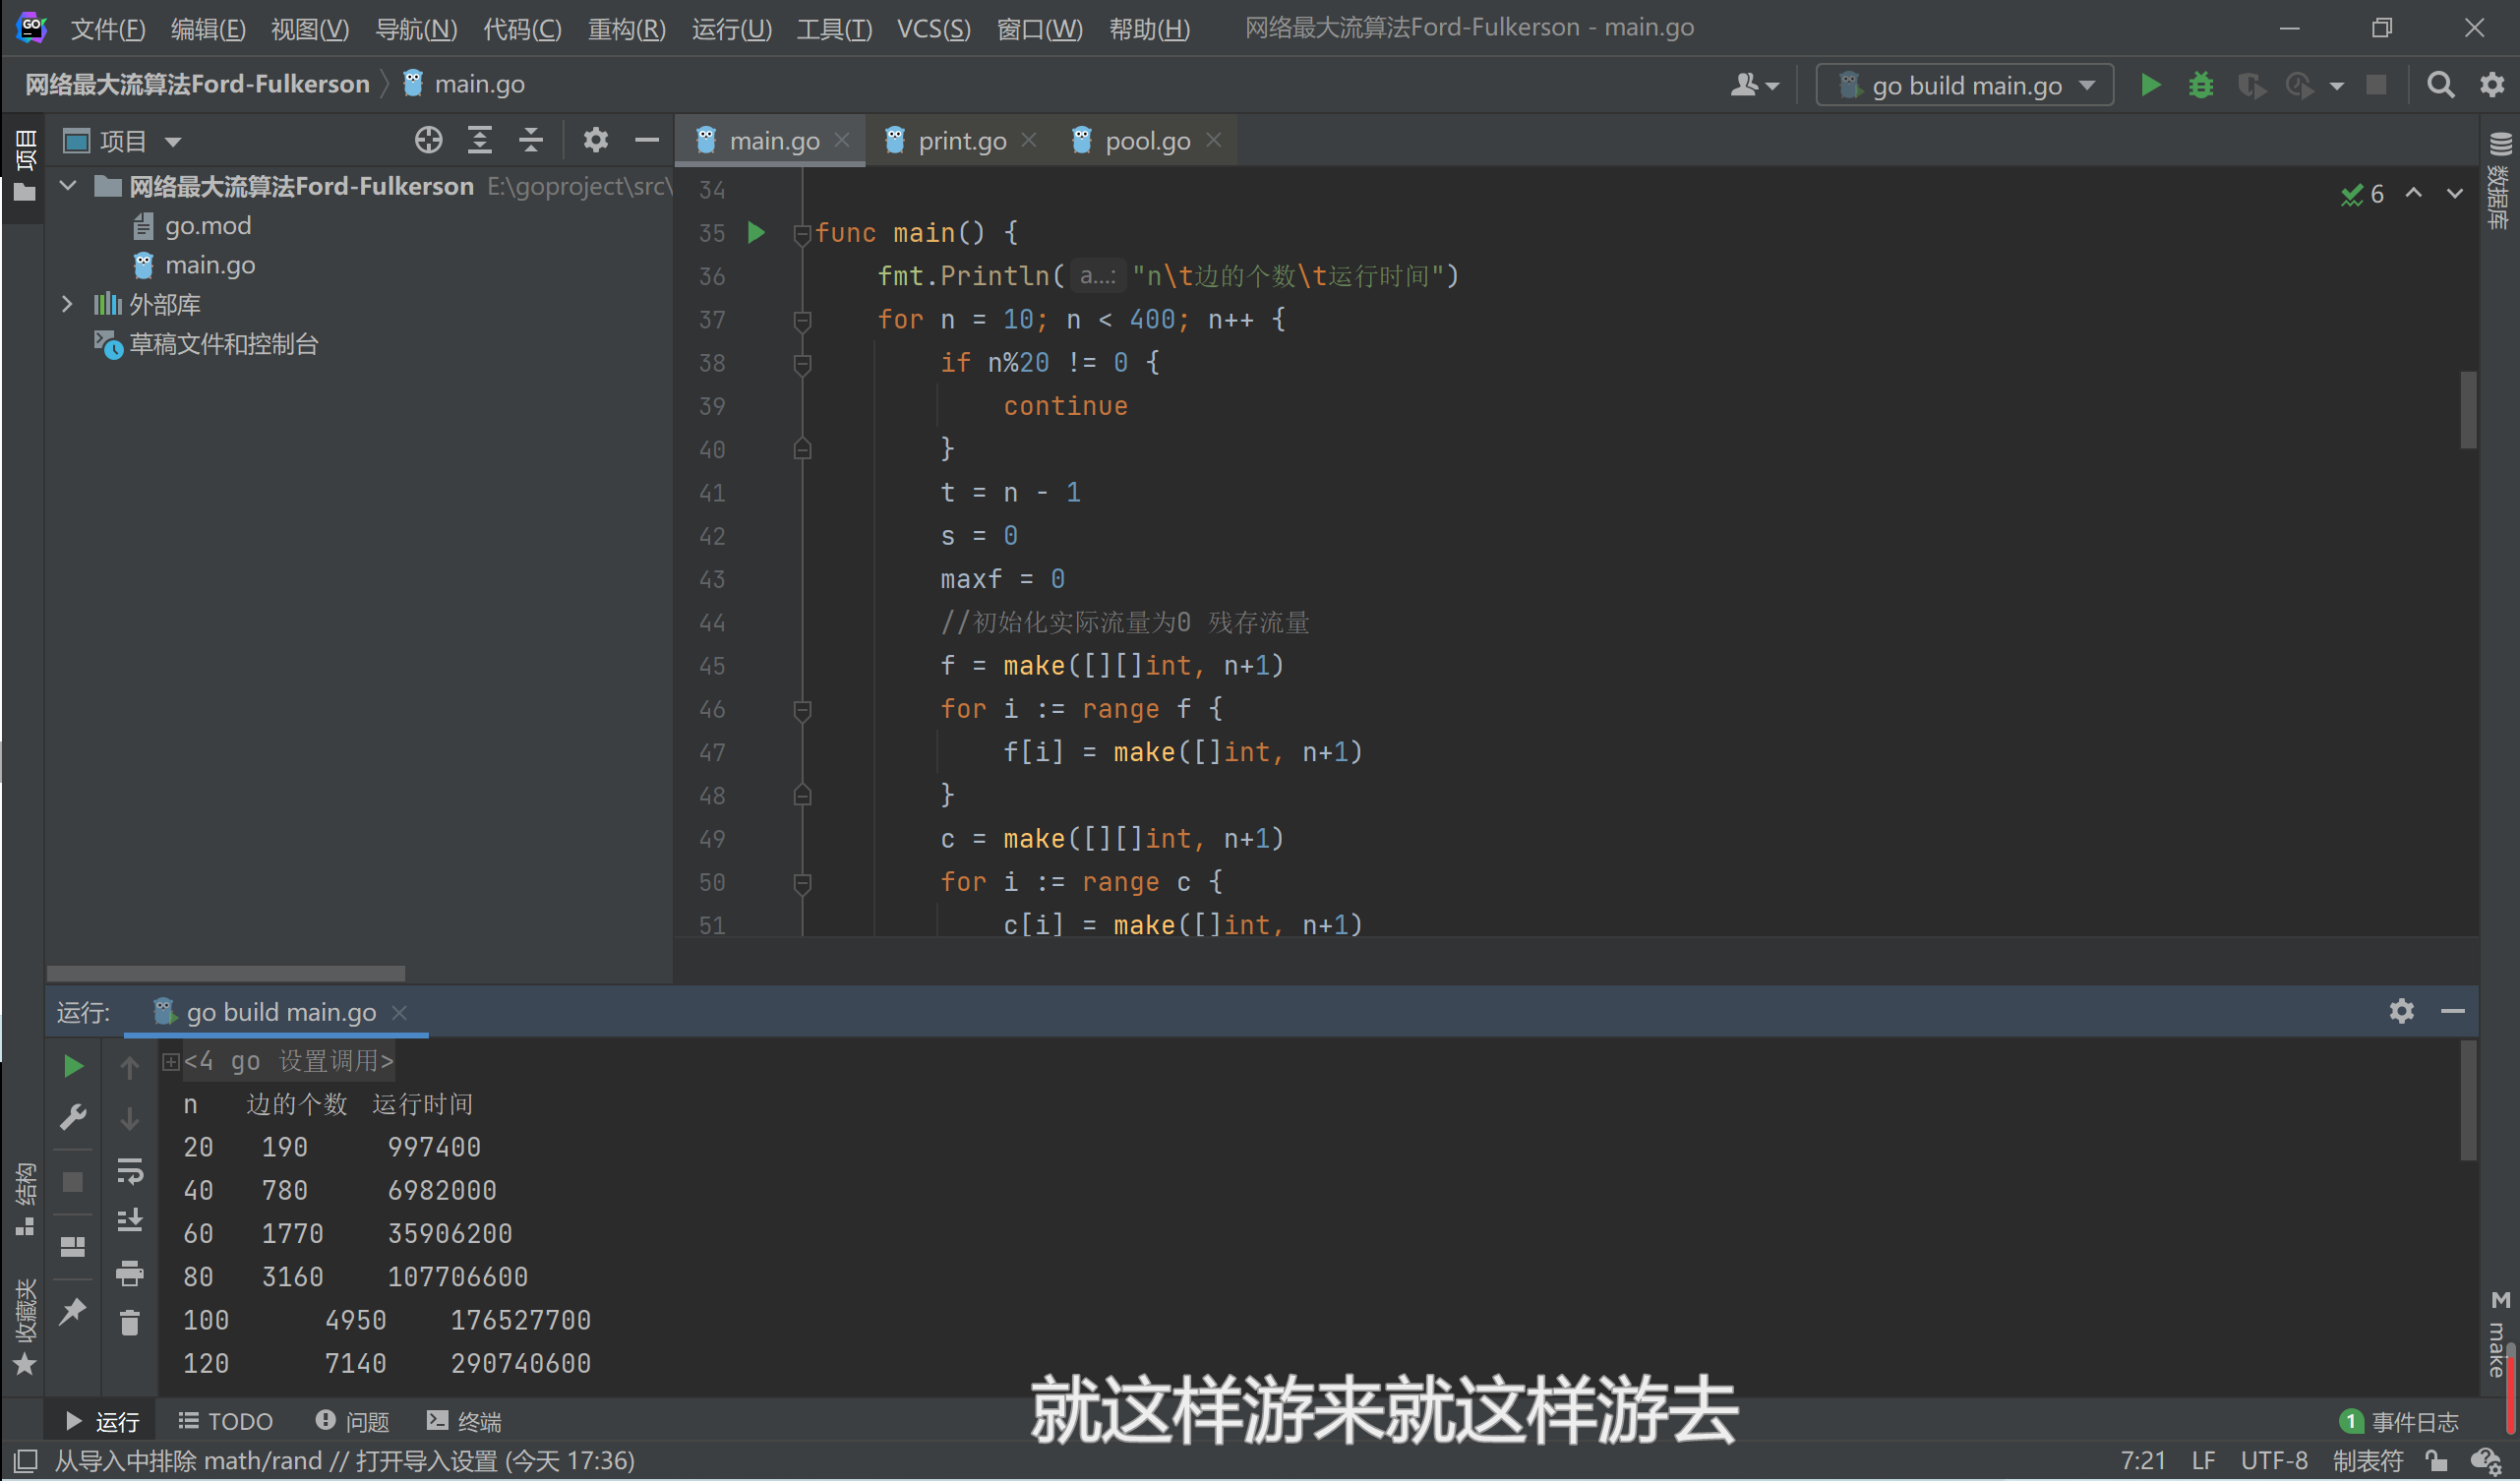 文件(F) 编辑(E) 视图(V) 导航(N) 代码(C) 重构(R) 运行(U) 工具(T) VCS(S) 窗口(W) 帮助(H) 网络最大流算法Ford-Fulkerson - main.go
网络最大流算法Ford-Fulkerson main.go go build main.go
项目
项目
main.go print.go pool.go
数据库
网络最大流算法Ford-Fulkerson E:\goproject\src\
go.mod
main.go
外部库
草稿文件和控制台
6
34
35 func main() {
36 fmt.Println(a...: "n\t边的个数\t运行时间")
37 for n = 10; n < 400; n++ {
38 if n%20 != 0 {
39 continue
40 }
41 t = n - 1
42 s = 0
43 maxf = 0
44 //初始化实际流量为0 残存流量
45 f = make([][]int, n+1)
46 for i := range f {
47 f[i] = make([]int, n+1)
48 }
49 c = make([][]int, n+1)
50 for i := range c {
51 c[i] = make([]int, n+1)
运行: go build main.go
<4 go 设置调用>
n 边的个数 运行时间
20 190 997400
40 780 6982000
60 1770 35906200
80 3160 107706600
100 4950 176527700
120 7140 290740600
结构
收藏夹
M make
就这样游来就这样游去
运行 TODO 问题 终端 1 事件日志
从导入中排除 math/rand // 打开导入设置 (今天 17:36) 7:21 LF UTF-8 制表符